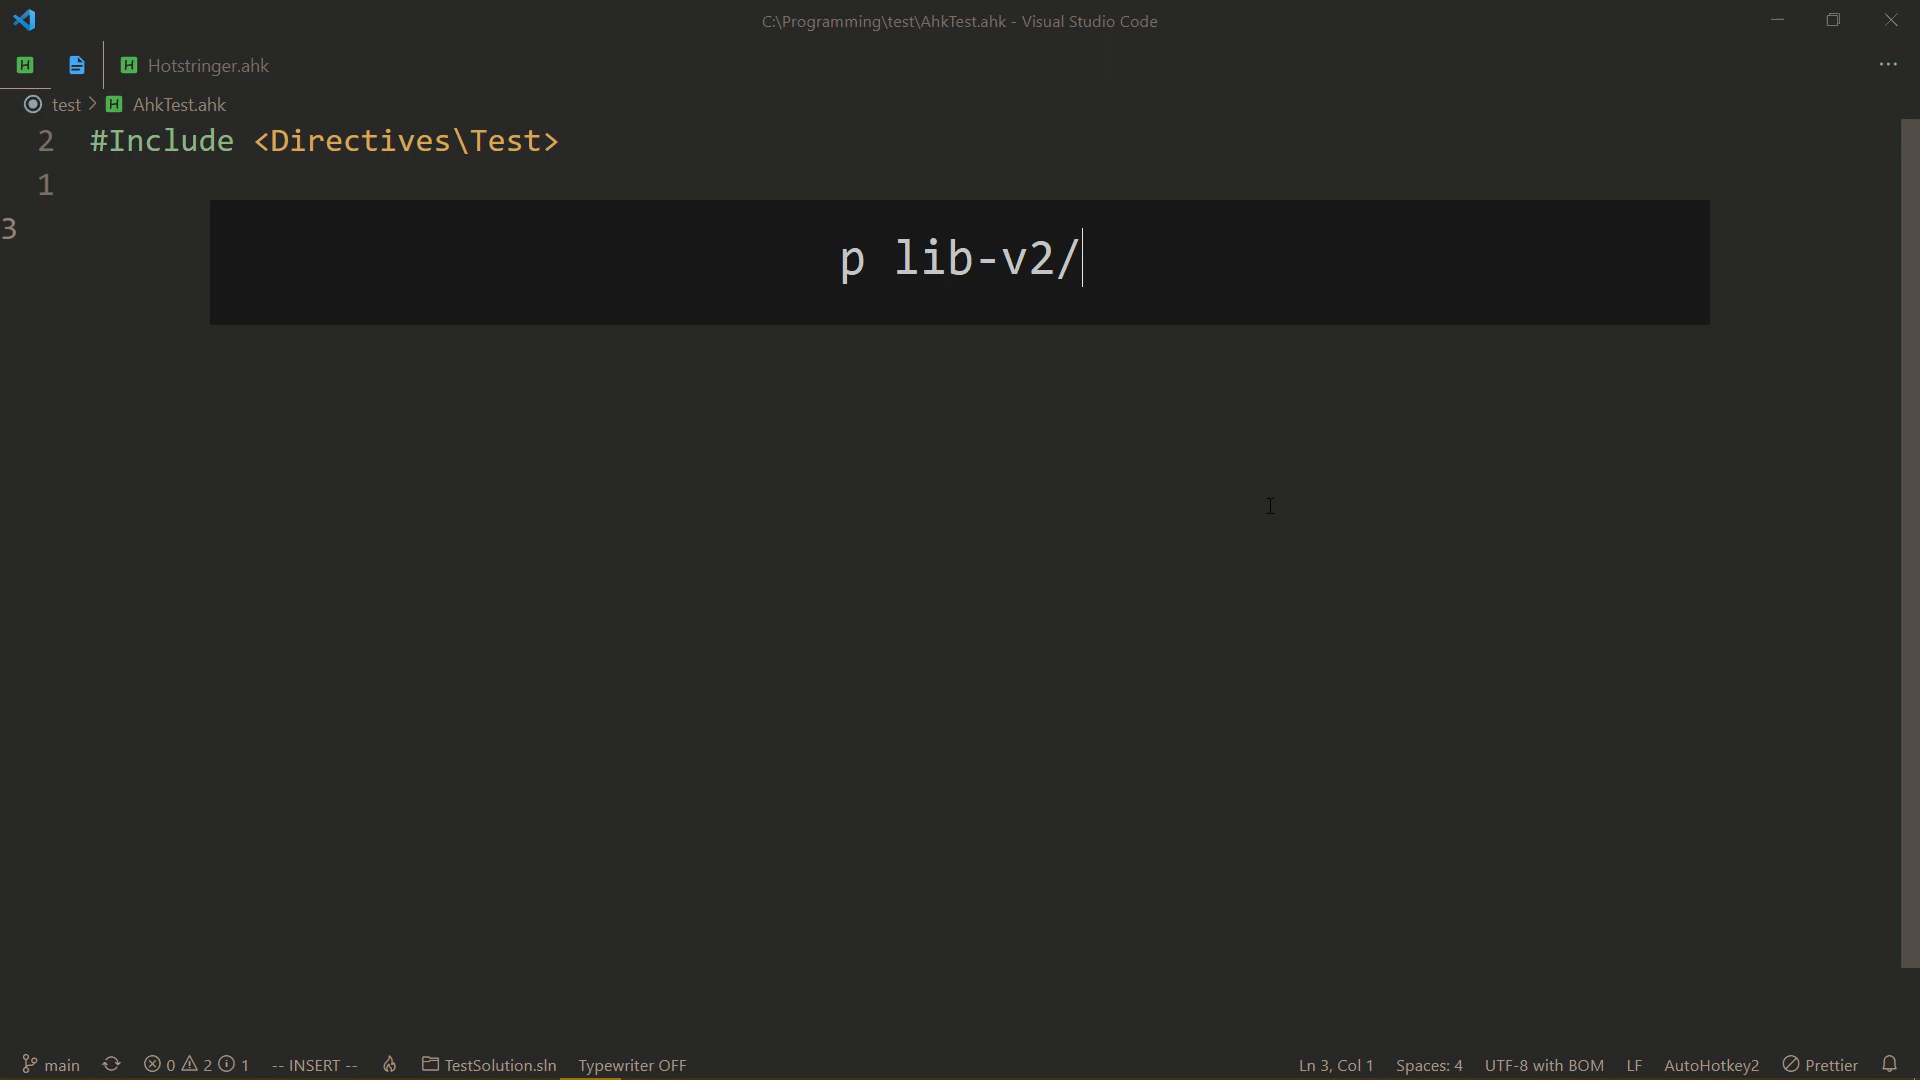 C:\Programming\test\AhkTest.ahk - Visual Studio Code
Hotstringer.ahk
test > AhkTest.ahk
2 #Include <Directives\Test>
1
3
p lib-v2/
main 0 2 1 -- INSERT -- TestSolution.sln Typewriter OFF Ln 3, Col 1 Spaces: 4 UTF-8 with BOM LF AutoHotkey2 Prettier